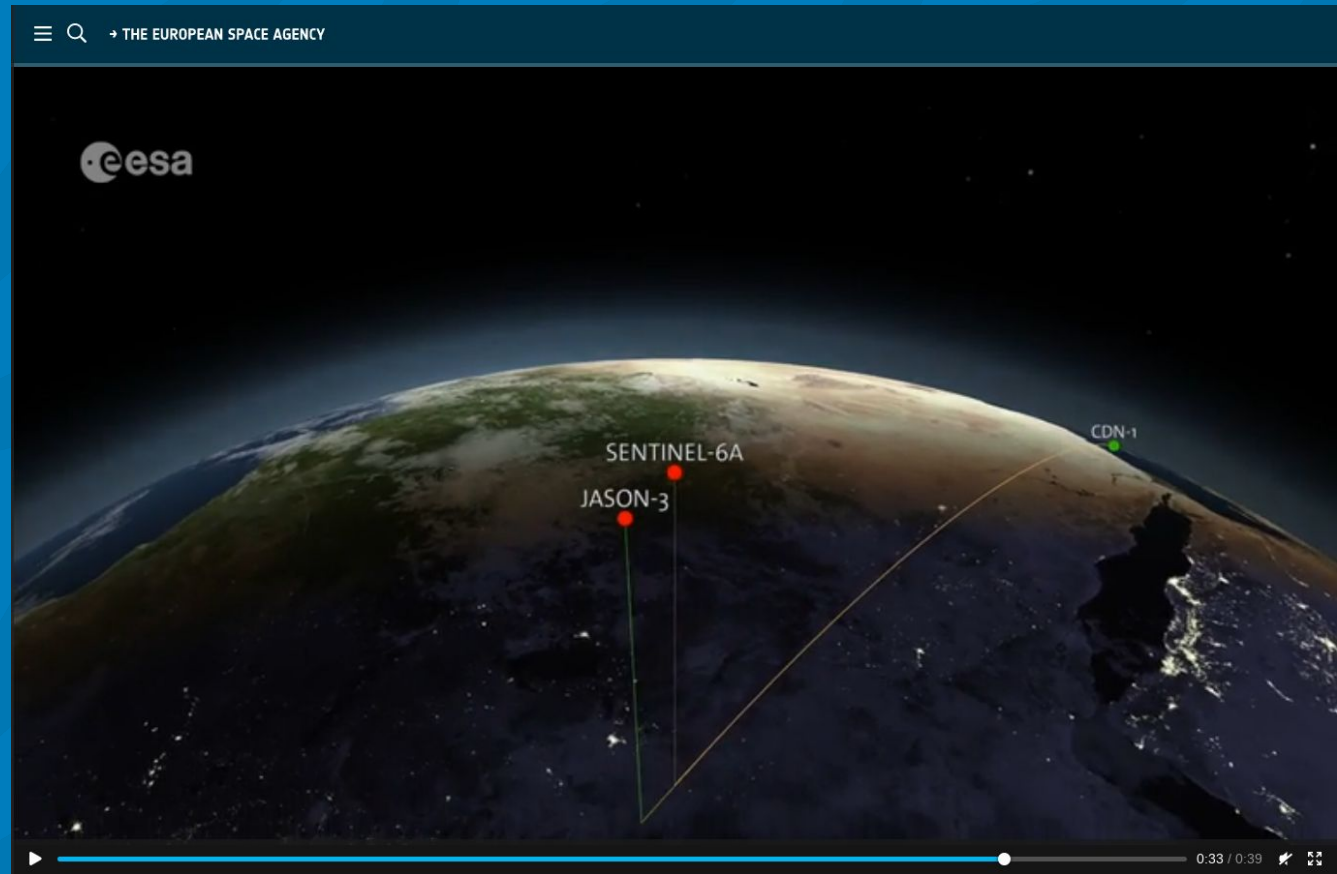 → THE EUROPEAN SPACE AGENCY
esa
CDN-1
SENTINEL-6A
JASON-3
0:33 / 0:39